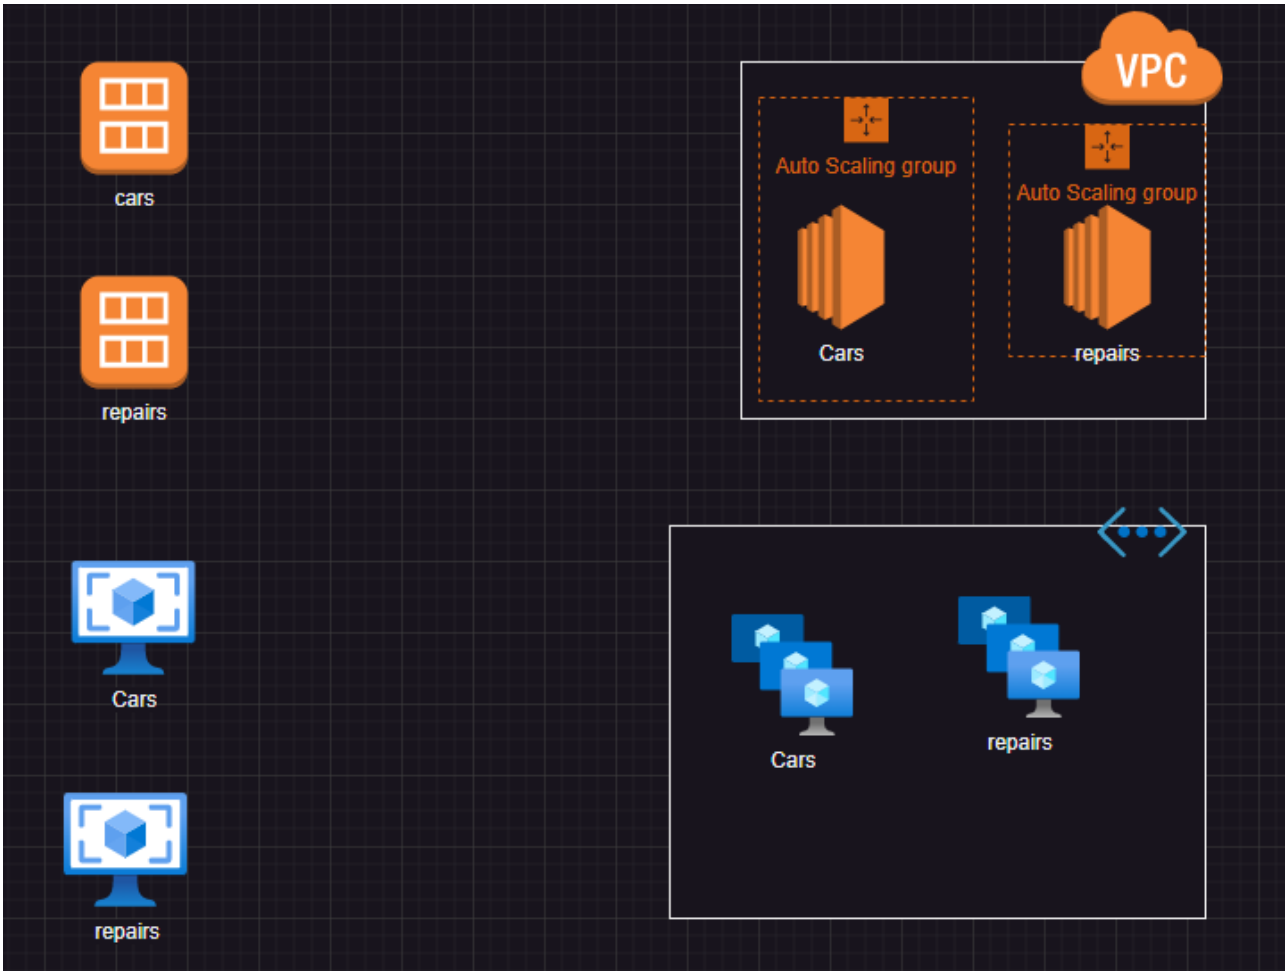 VPC
cars
Auto Scaling group
Auto Scaling group
Cars
repairs
repairs
Cars
repairs
Cars
repairs